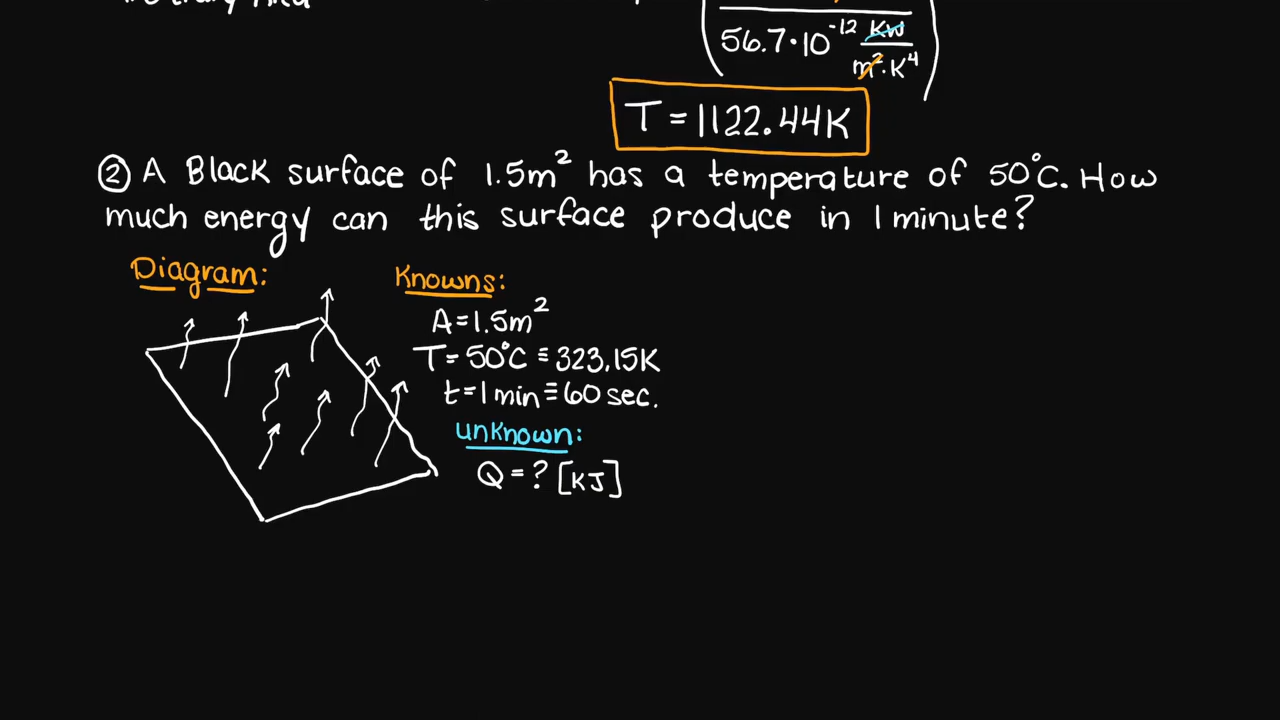 56.7·10⁻¹² KW/m²·K⁴
T = 1122.44K
② A Black surface of 1.5m² has a temperature of 50°C. How
much energy can this surface produce in 1 minute?
Diagram:
Knowns:
A=1.5m²
T=50°C ≡ 323.15K
t=1 min ≡ 60 sec.
unknown:
Q = ? [KJ]